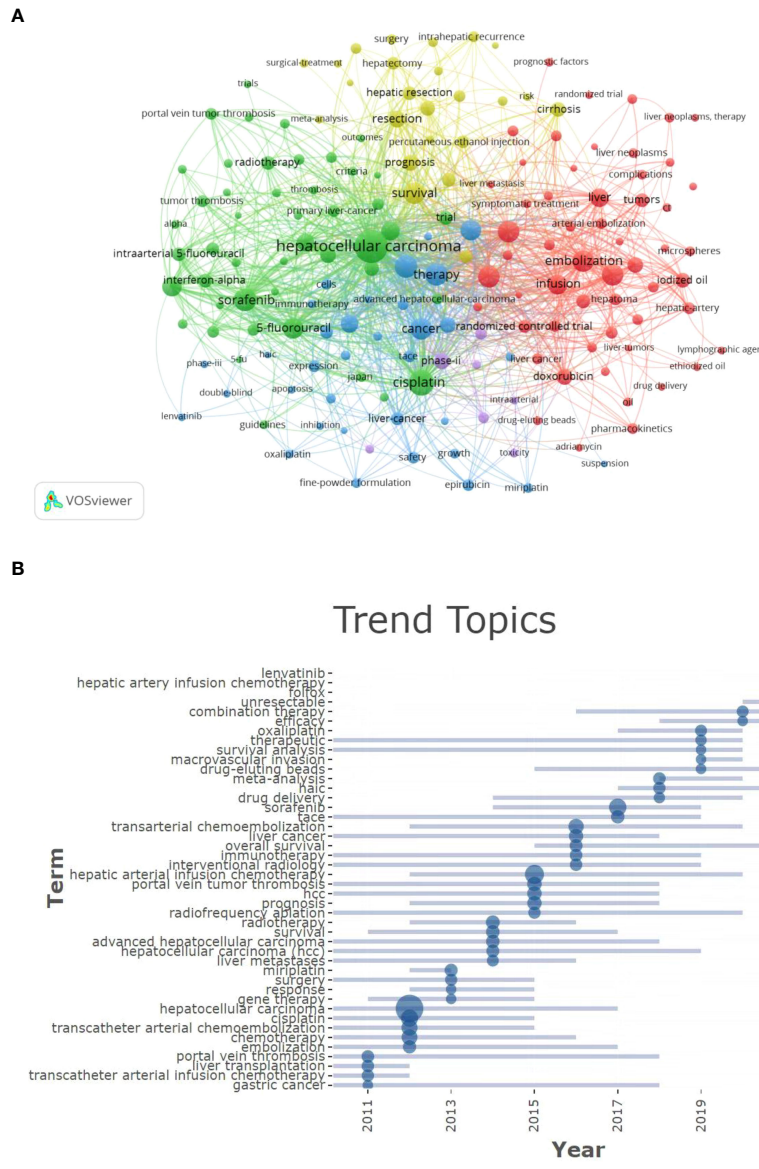 A
surgery
intrahepatic recurrence
surgical-treatment
hepatectomy
prognostic factors
trials
hepatic resection
risk
randomized trial
portal vein tumor thrombosis
meta-analysis
resection
cirrhosis
liver neoplasms, therapy
outcomes
percutaneous ethanol injection
radiotherapy
criteria
prognosis
liver neoplasms
thrombosis
liver metastasis
complications
tumor thrombosis
survival
symptomatic treatment
liver
tumors
ct
alpha
primary liver-cancer
trial
arterial embolization
hepatocellular carcinoma
intraarterial 5-fluorouracil
microspheres
embolization
interferon-alpha
therapy
infusion
iodized oil
cells
sorafenib
immunotherapy
advanced hepatocellular-carcinoma
hepatoma
hepatic-artery
5-fluorouracil
cancer
randomized controlled trial
phase-iii
5-fu
haic
tace
phase-ii
liver cancer
liver-tumors
lymphographic agent
expression
ethiodized oil
double-blind
apoptosis
japan
cisplatin
doxorubicin
drug delivery
lenvatinib
intraarterial
oil
guidelines
inhibition
liver-cancer
drug-eluting beads
pharmacokinetics
oxaliplatin
safety
growth
toxicity
adriamycin
suspension
fine-powder formulation
epirubicin
miriplatin
VOSviewer
B
Trend Topics
Term
lenvatinib
hepatic artery infusion chemotherapy
folfox
unresectable
combination therapy
efficacy
oxaliplatin
therapeutic
survival analysis
macrovascular invasion
drug-eluting beads
meta-analysis
haic
drug delivery
sorafenib
tace
transarterial chemoembolization
liver cancer
overall survival
immunotherapy
interventional radiology
hepatic arterial infusion chemotherapy
portal vein tumor thrombosis
hcc
prognosis
radiofrequency ablation
radiotherapy
survival
advanced hepatocellular carcinoma
hepatocellular carcinoma (hcc)
liver metastases
miriplatin
surgery
response
gene therapy
hepatocellular carcinoma
cisplatin
transcatheter arterial chemoembolization
chemotherapy
embolization
portal vein thrombosis
liver transplantation
transcatheter arterial infusion chemotherapy
gastric cancer
2011
2013
2015
2017
2019
Year